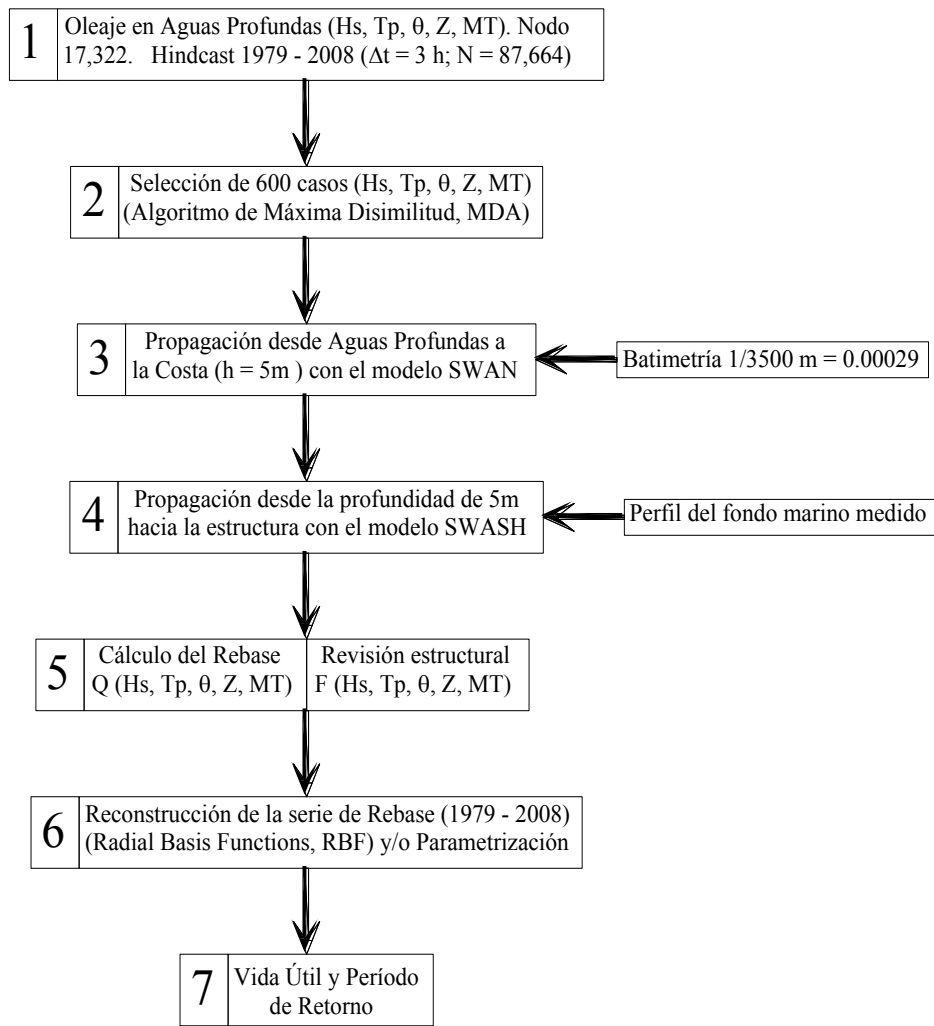 1
Oleaje en Aguas Profundas (Hs, Tp, θ, Z, MT). Nodo
17,322. Hindcast 1979 - 2008 (Δt = 3 h; N = 87,664)
2
Selección de 600 casos (Hs, Tp, θ, Z, MT)
(Algoritmo de Máxima Disimilitud, MDA)
3
Propagación desde Aguas Profundas a
la Costa (h = 5m ) con el modelo SWAN
Batimetría 1/3500 m = 0.00029
4
Propagación desde la profundidad de 5m
hacia la estructura con el modelo SWASH
Perfil del fondo marino medido
5
Cálculo del Rebase
Q (Hs, Tp, θ, Z, MT)
Revisión estructural
F (Hs, Tp, θ, Z, MT)
6
Reconstrucción de la serie de Rebase (1979 - 2008)
(Radial Basis Functions, RBF) y/o Parametrización
7
Vida Útil y Período
de Retorno